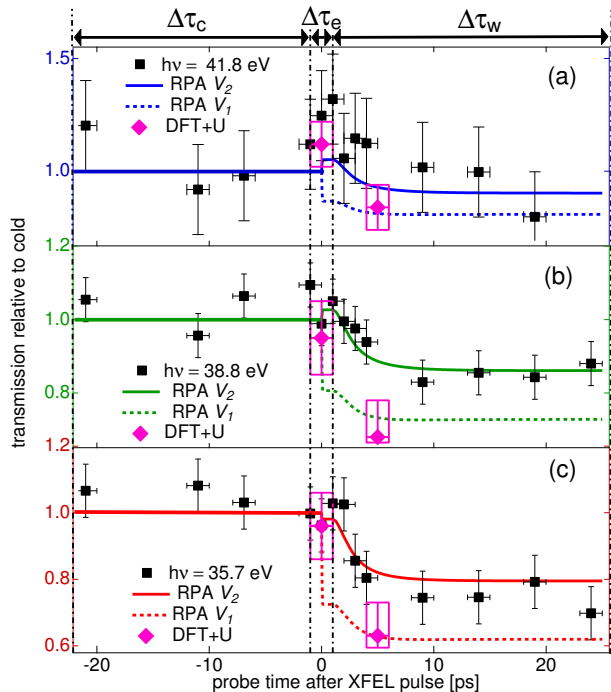 Δτc Δτe Δτw
1.5
(a)
hν = 41.8 eV
RPA V2
RPA V1
DFT+U
1.0
1.2
(b)
1.0
hν = 38.8 eV
RPA V2
RPA V1
DFT+U
0.8
1.2
(c)
1.0
hν = 35.7 eV
RPA V2
RPA V1
DFT+U
0.8
0.6
transmission relative to cold
-20 -10 0 10 20
probe time after XFEL pulse [ps]